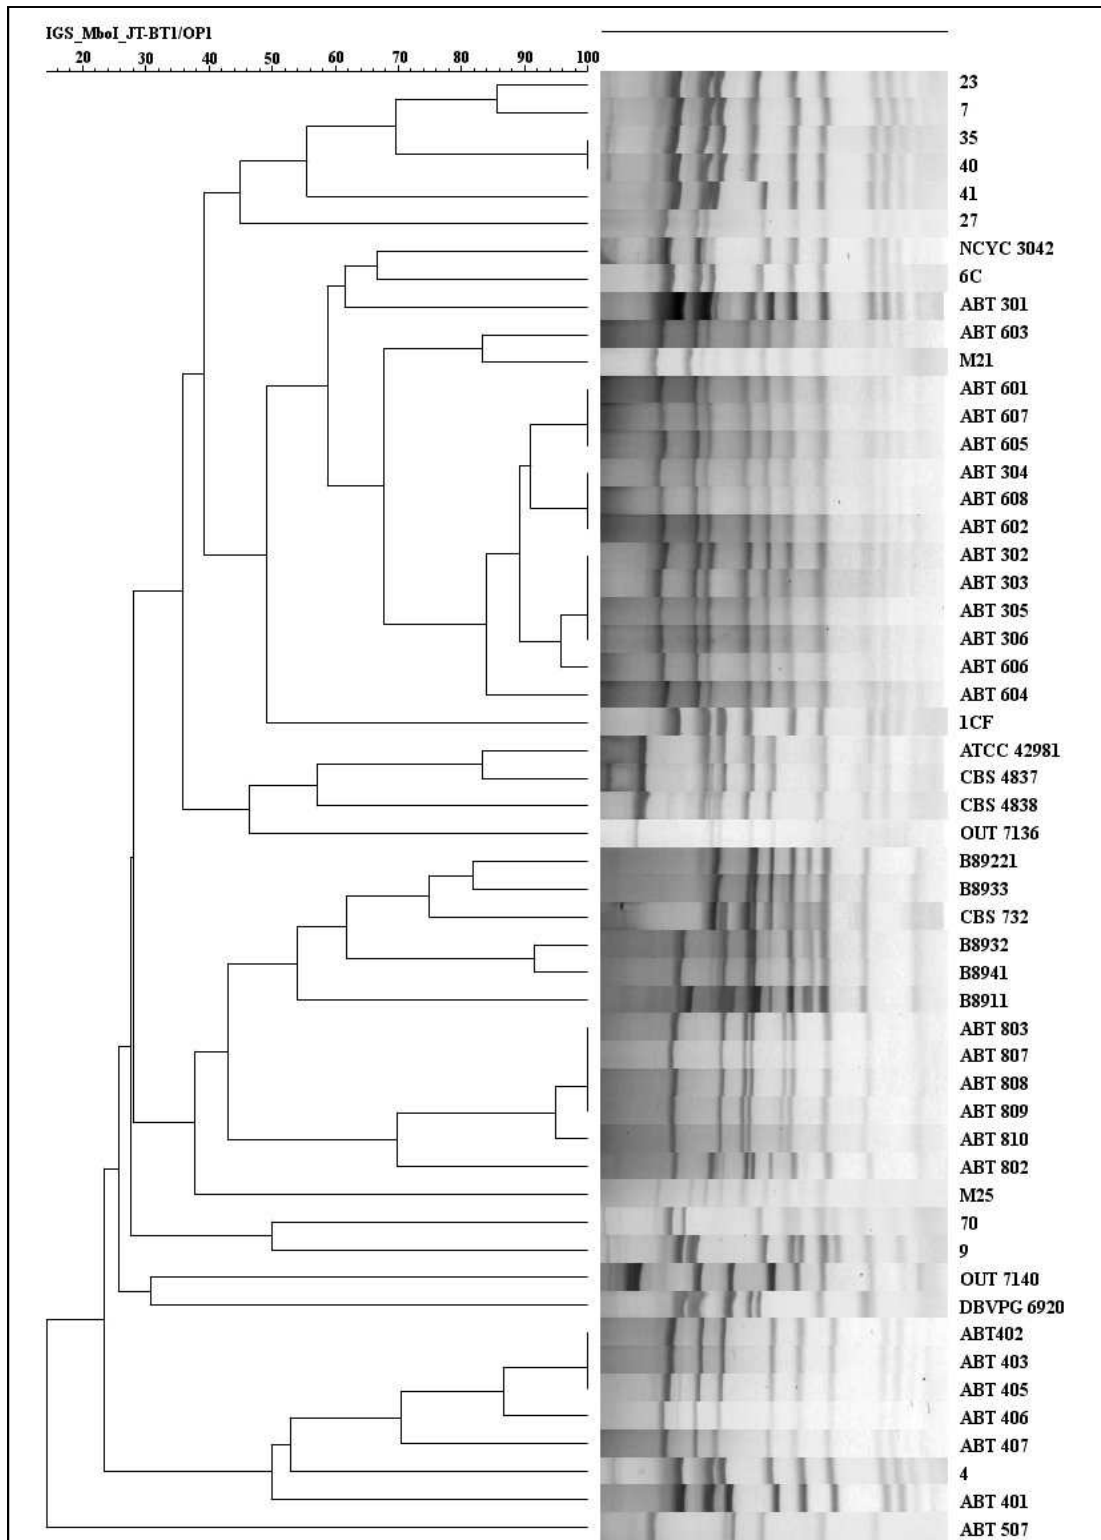 IGS_MboI_JT-BT1/OP1
20 30 40 50 60 70 80 90 100
23
7
35
40
41
27
NCYC 3042
6C
ABT 301
ABT 603
M21
ABT 601
ABT 607
ABT 605
ABT 304
ABT 608
ABT 602
ABT 302
ABT 303
ABT 305
ABT 306
ABT 606
ABT 604
1CF
ATCC 42981
CBS 4837
CBS 4838
OUT 7136
B89221
B8933
CBS 732
B8932
B8941
B8911
ABT 803
ABT 807
ABT 808
ABT 809
ABT 810
ABT 802
M25
70
9
OUT 7140
DBVPG 6920
ABT402
ABT 403
ABT 405
ABT 406
ABT 407
4
ABT 401
ABT 507